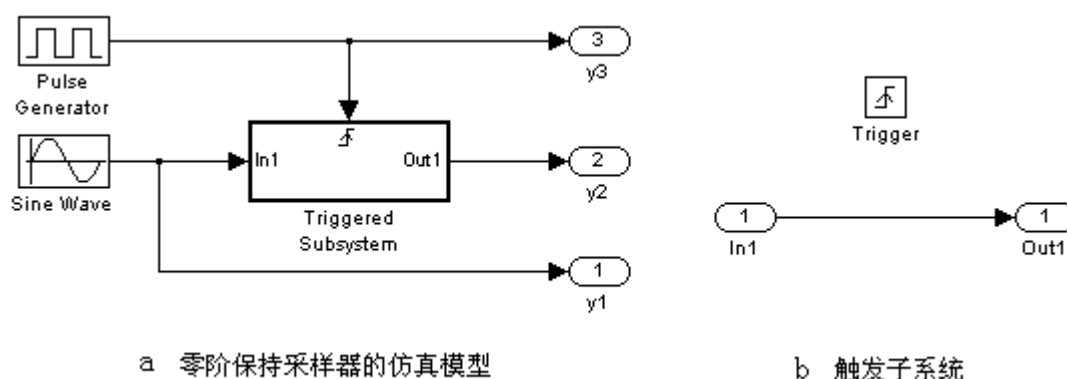 3
y3
Pulse
Generator
Trigger
In1
Out1
2
y2
Sine Wave
Triggered
Subsystem
1
In1
1
Out1
1
y1
a 零阶保持采样器的仿真模型
b 触发子系统